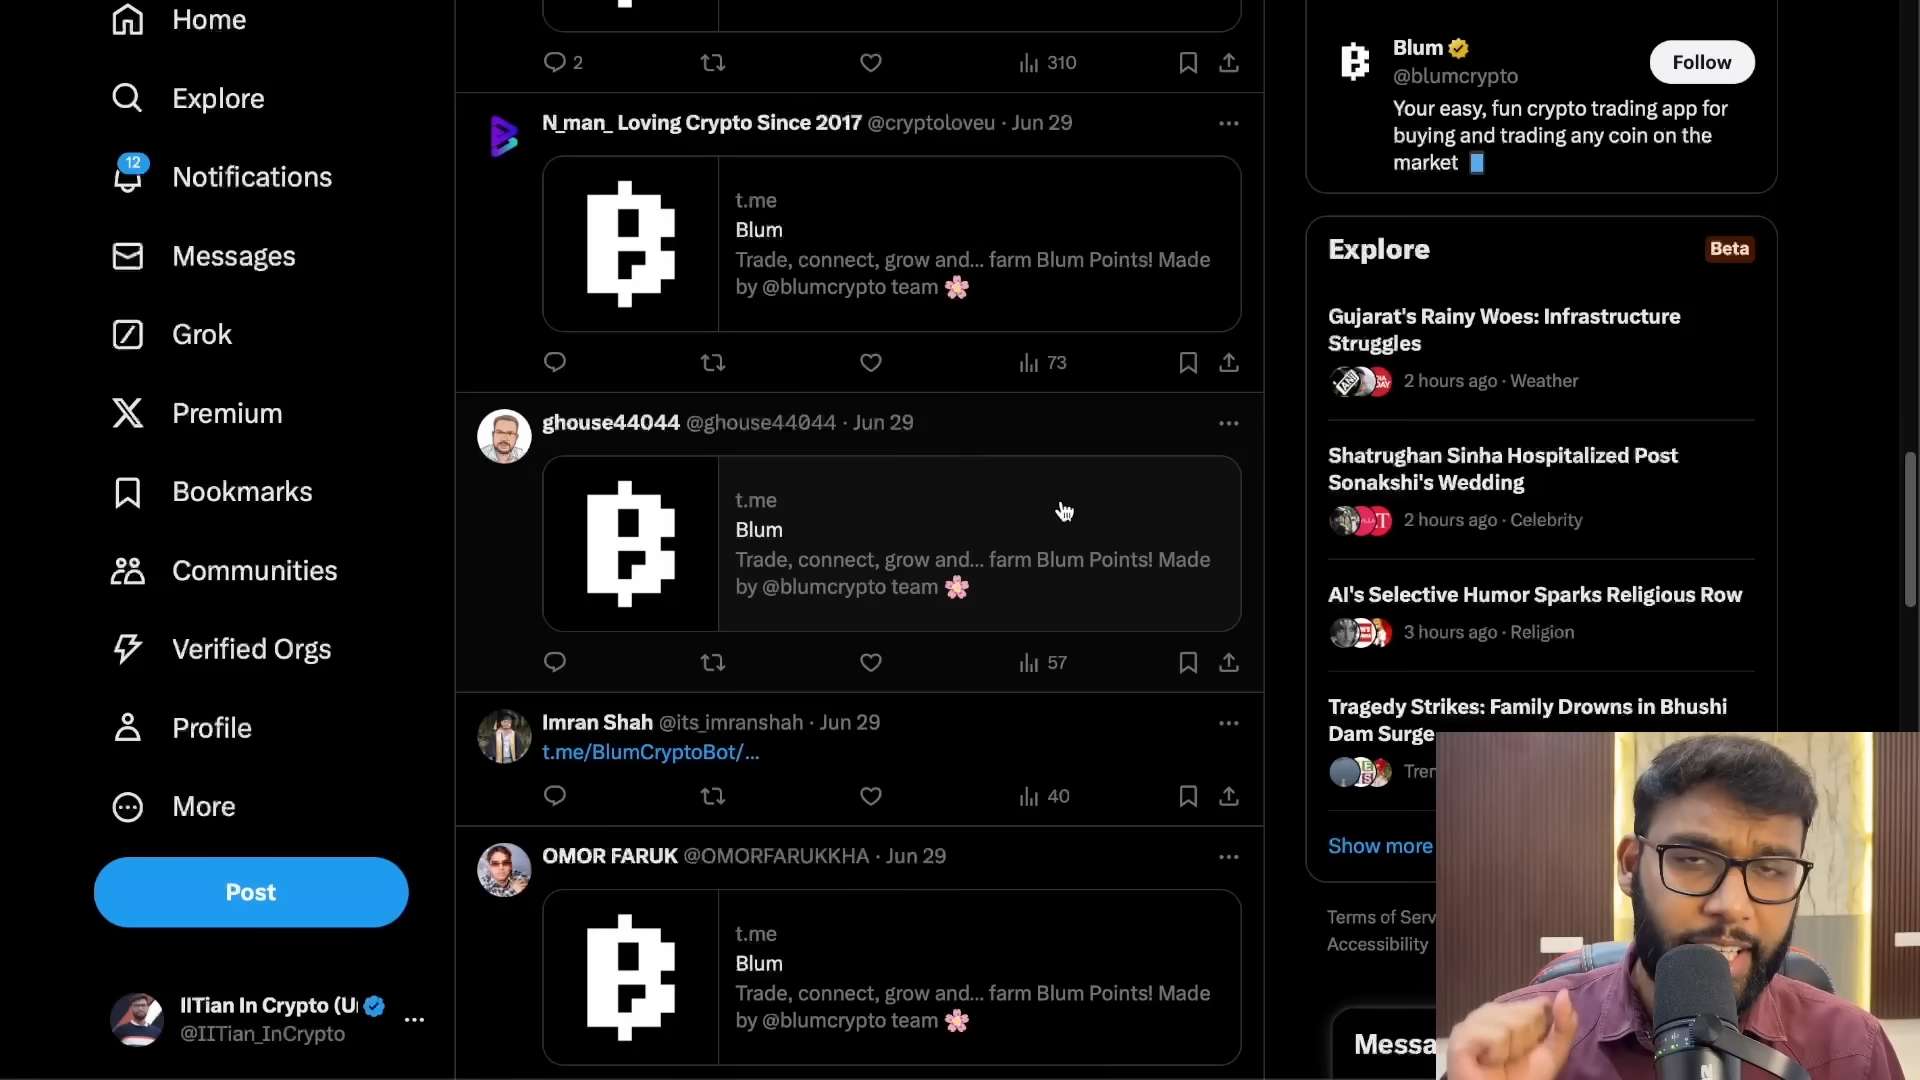 Home
Explore
12
Notifications
Messages
Grok
Premium
Bookmarks
Communities
Verified Orgs
Profile
More
Post
IITian In Crypto (U
@IITian_InCrypto
2
310
N_man_ Loving Crypto Since 2017 @cryptoloveu · Jun 29
t.me
Blum
Trade, connect, grow and... farm Blum Points! Made
by @blumcrypto team 🌸
73
ghouse44044 @ghouse44044 · Jun 29
t.me
Blum
Trade, connect, grow and... farm Blum Points! Made
by @blumcrypto team 🌸
57
Imran Shah @its_imranshah · Jun 29
t.me/BlumCryptoBot/...
40
OMOR FARUK @OMORFARUKKHA · Jun 29
t.me
Blum
Trade, connect, grow and... farm Blum Points! Made
by @blumcrypto team 🌸
Blum
@blumcrypto
Follow
Your easy, fun crypto trading app for
buying and trading any coin on the
market
Explore
Beta
Gujarat's Rainy Woes: Infrastructure
Struggles
2 hours ago · Weather
Shatrughan Sinha Hospitalized Post
Sonakshi's Wedding
2 hours ago · Celebrity
AI's Selective Humor Sparks Religious Row
3 hours ago · Religion
Tragedy Strikes: Family Drowns in Bhushi
Dam Surge
Show more
Terms of Serv
Accessibility
Messa